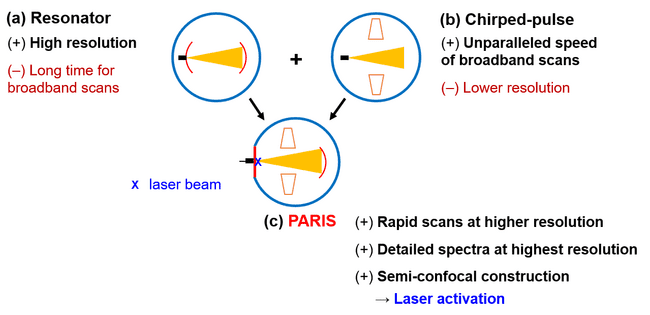 (a) Resonator
(+) High resolution
(–) Long time for
broadband scans
+
(b) Chirped-pulse
(+) Unparalleled speed
of broadband scans
(–) Lower resolution
x
x laser beam
(c) PARIS
(+) Rapid scans at higher resolution
(+) Detailed spectra at highest resolution
(+) Semi-confocal construction
→ Laser activation